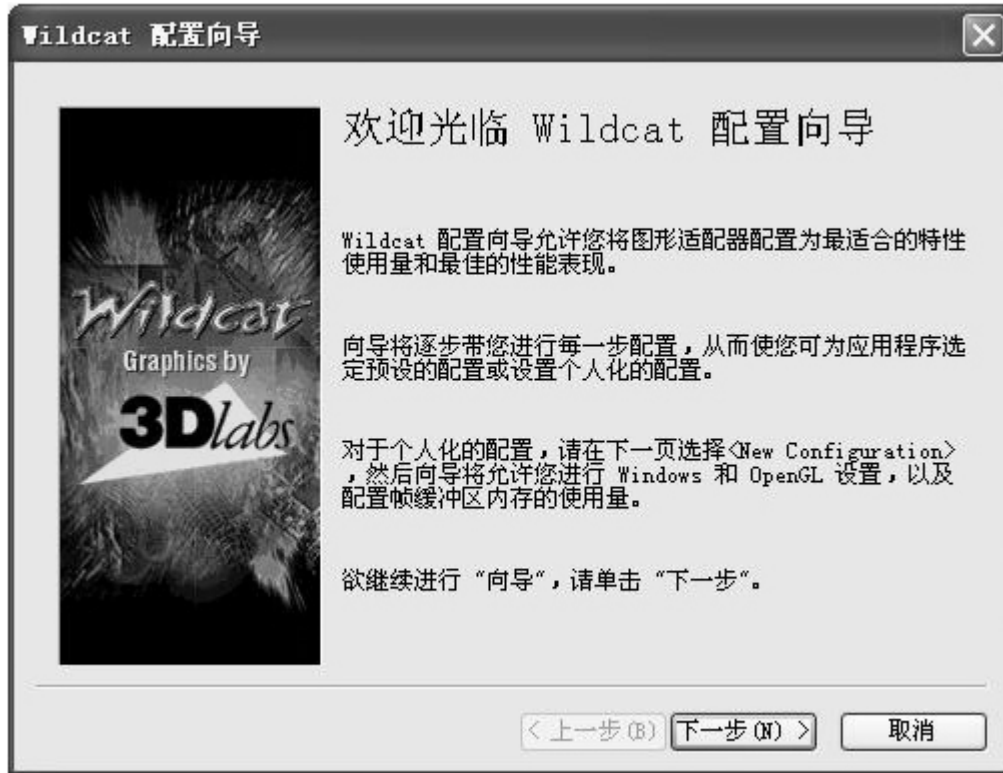 Wildcat 配置向导
欢迎光临 Wildcat 配置向导
Wildcat 配置向导允许您将图形适配器配置为最适合的特性
使用量和最佳的性能表现。
向导将逐步带您进行每一步配置，从而使您可为应用程序选
定预设的配置或设置个人化的配置。
对于个人化的配置，请在下一页选择<New Configuration>
，然后向导将允许您进行 Windows 和 OpenGL 设置，以及
配置帧缓冲区内存的使用量。
欲继续进行 “向导”，请单击 “下一步”。
Wildcat
Graphics by
3Dlabs
< 上一步(B) 下一步(N) > 取消